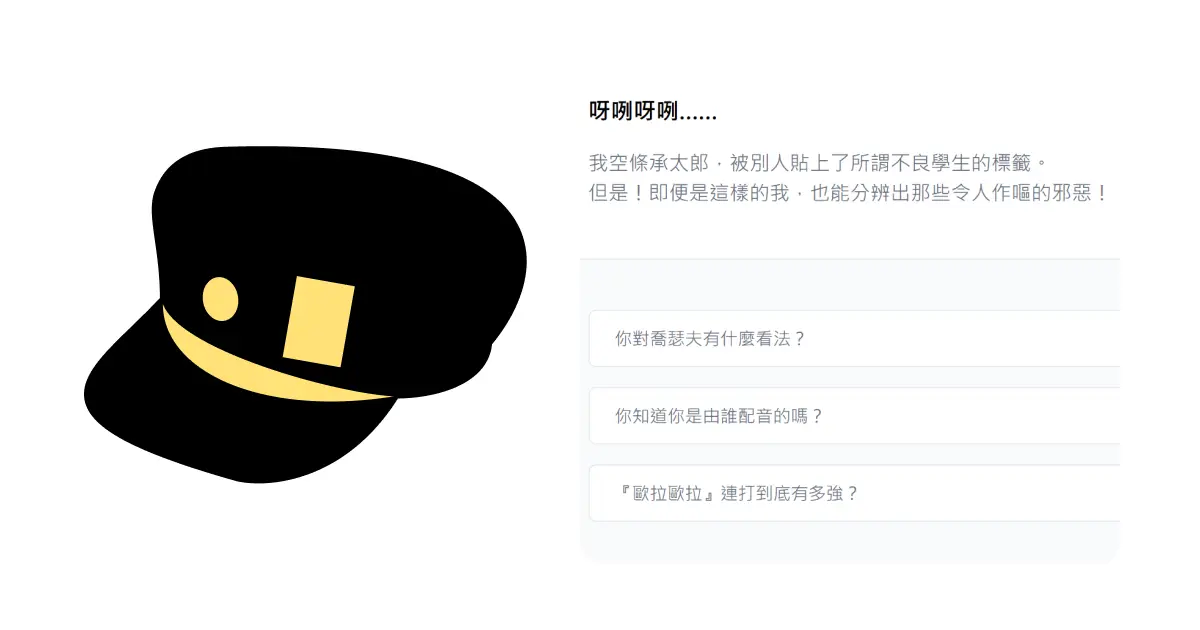 呀咧呀咧......
我空條承太郎，被別人貼上了所謂不良學生的標籤。
但是！即便是這樣的我，也能分辨出那些令人作嘔的邪惡！
你對喬瑟夫有什麼看法？
你知道你是由誰配音的嗎？
『歐拉歐拉』連打到底有多強？